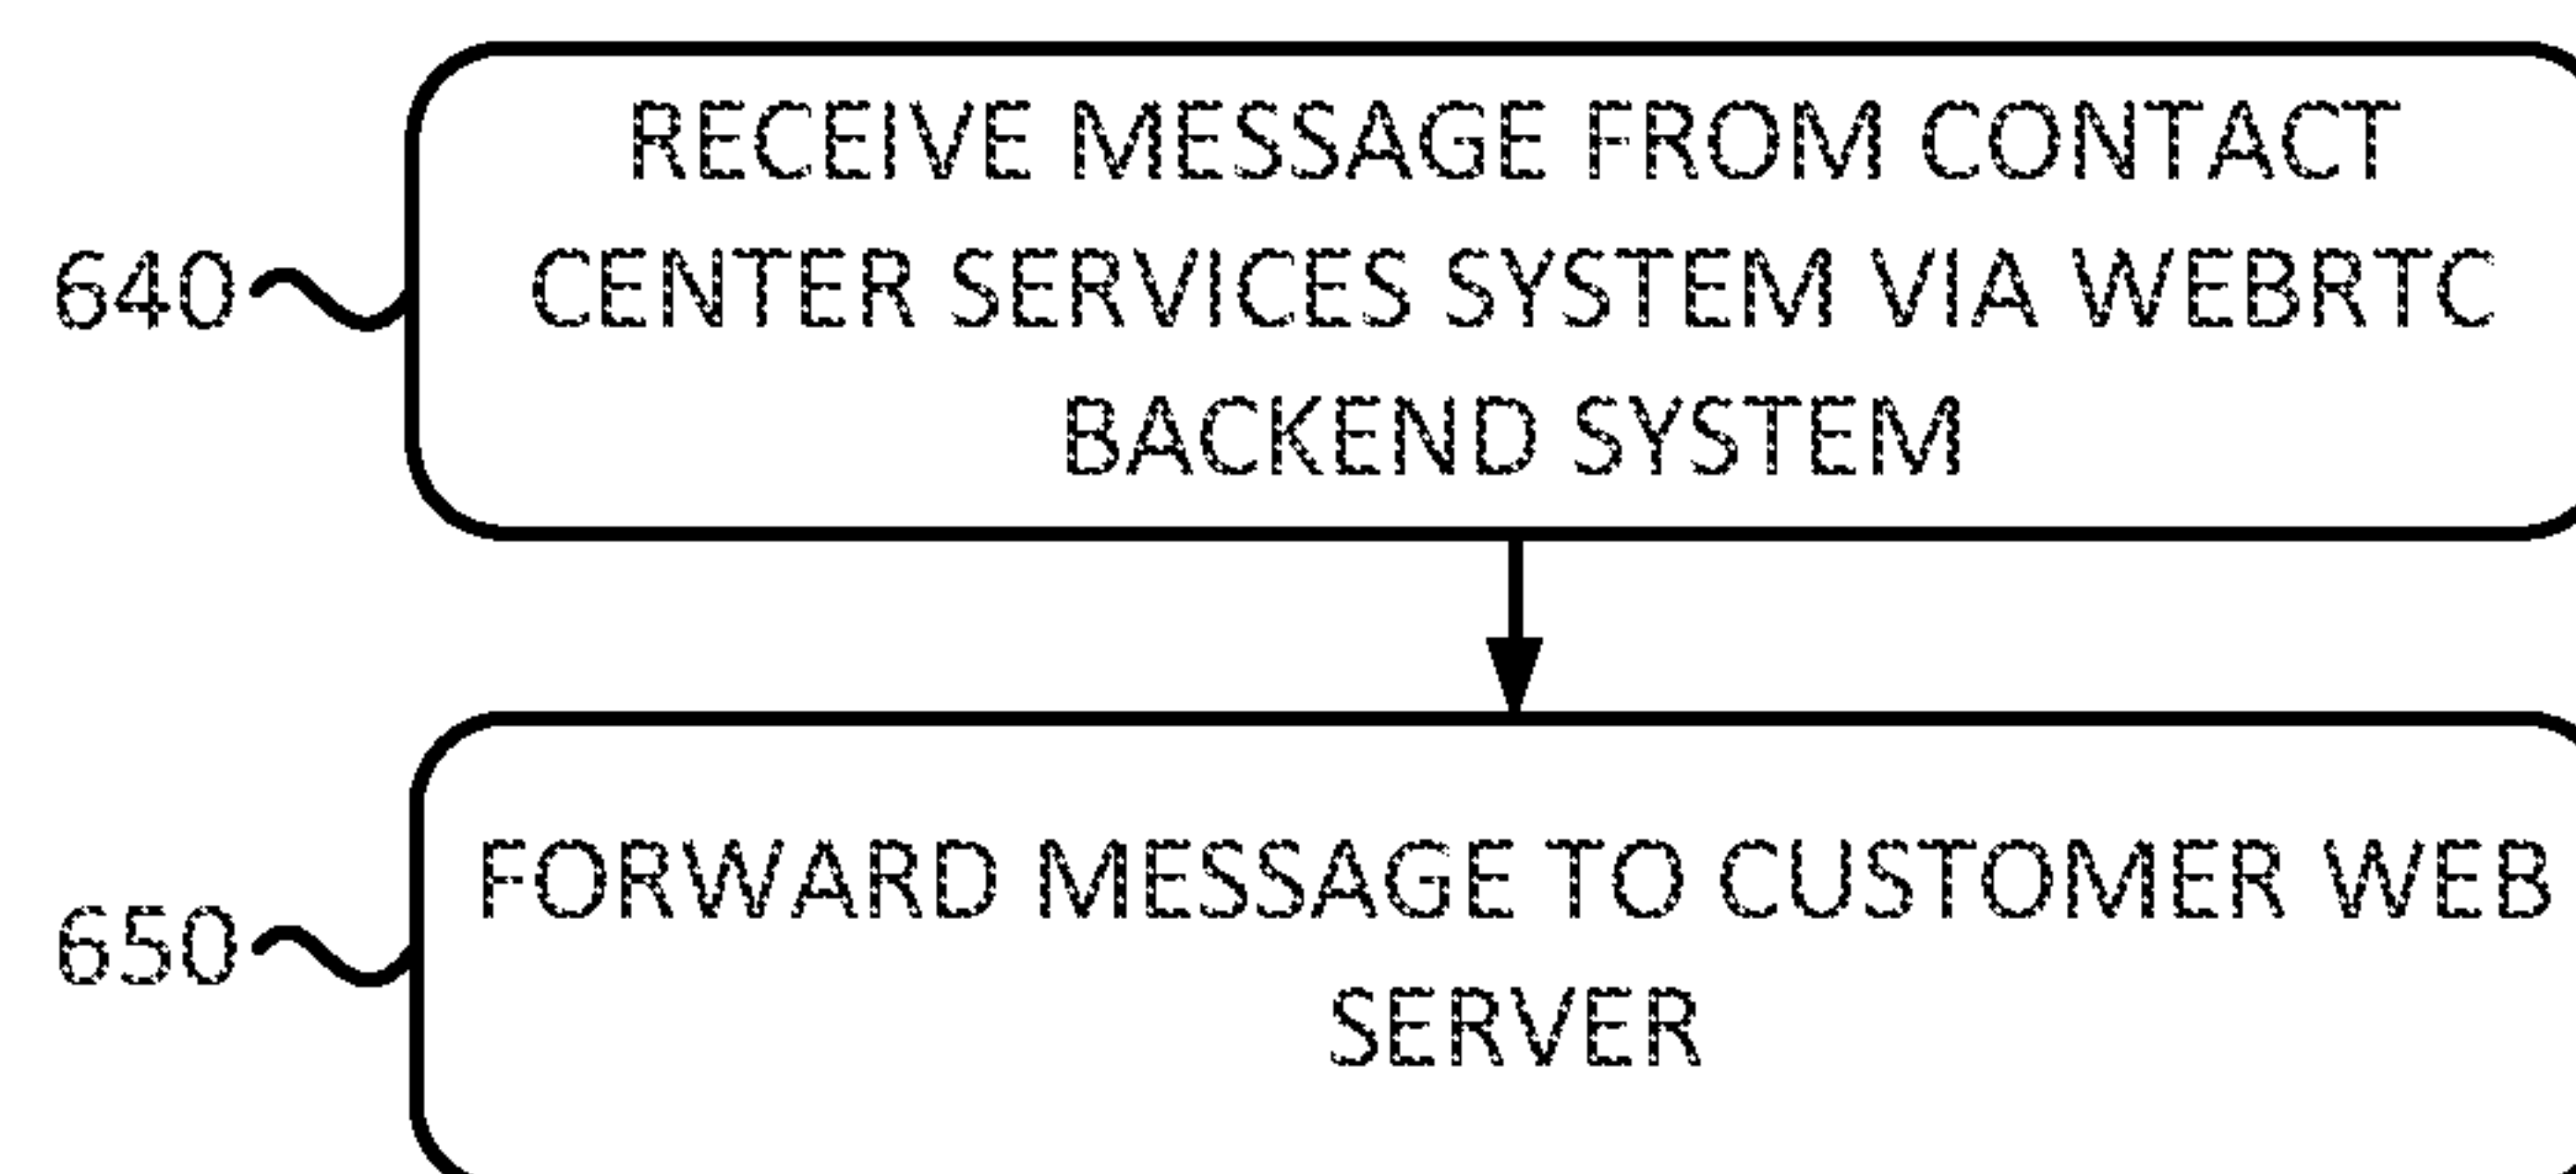 RECEIVE MESSAGE FROM CONTACT
640 CENTER SERVICES SYSTEM VIA WEBRTC
BACKEND SYSTEM
FORWARD MESSAGE TO CUSTOMER WEB
650
SERVER